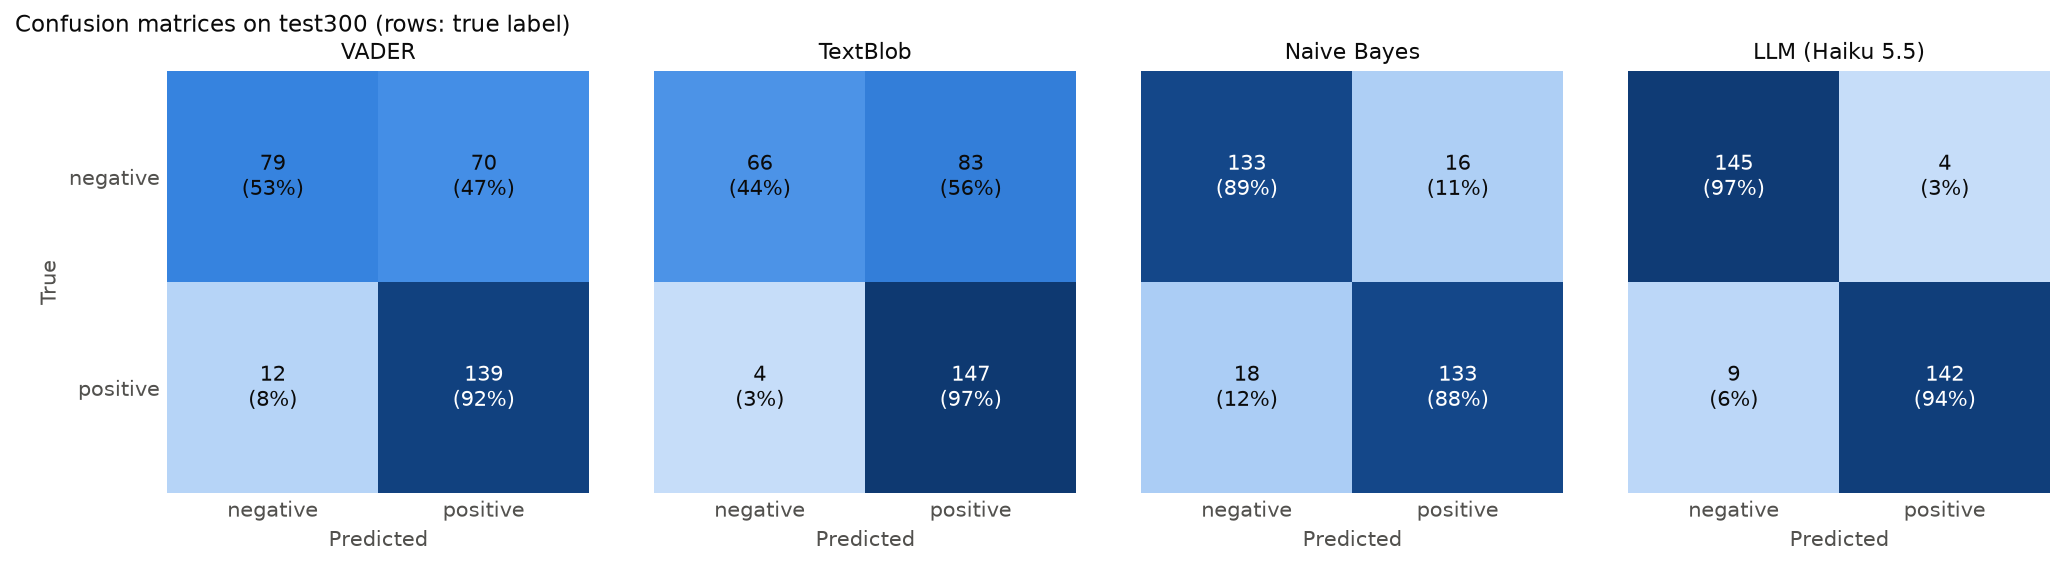 Confusion matrices on test300 (rows: true label)
VADER
TextBlob
Naive Bayes
LLM (Haiku 5.5)
True
negative
positive
79
(53%)
70
(47%)
12
(8%)
139
(92%)
negative
positive
Predicted
66
(44%)
83
(56%)
4
(3%)
147
(97%)
negative
positive
Predicted
133
(89%)
16
(11%)
18
(12%)
133
(88%)
negative
positive
Predicted
145
(97%)
4
(3%)
9
(6%)
142
(94%)
negative
positive
Predicted